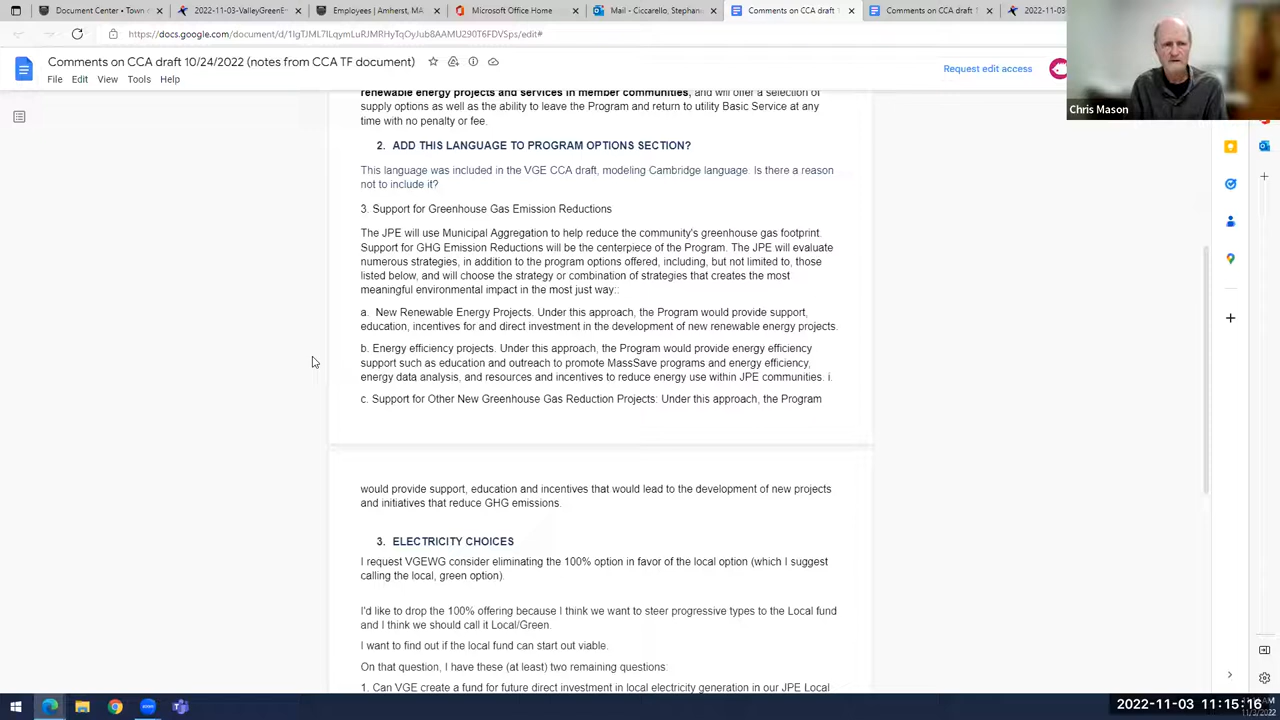 Document Center • Town
2022-11-03-ValleyGreenE
Employees | Amherst, MA
Microsoft Office Home
Mail - Ciccarello, Stephan
Comments on CCA draft 1
Comments on CCA draft 1
2022-11-03
https://docs.google.com/document/d/1IgTJML7ILqymLuRJMRHyTqOyJub8AAMU290T6FDVSps/edit#
Comments on CCA draft 10/24/2022 (notes from CCA TF document)
File Edit View Tools Help
Request edit access
Chris Mason
renewable energy projects and services in member communities, and will offer a selection of
supply options as well as the ability to leave the Program and return to utility Basic Service at any
time with no penalty or fee.
2. ADD THIS LANGUAGE TO PROGRAM OPTIONS SECTION?
This language was included in the VGE CCA draft, modeling Cambridge language. Is there a reason
not to include it?
3. Support for Greenhouse Gas Emission Reductions
The JPE will use Municipal Aggregation to help reduce the community's greenhouse gas footprint.
Support for GHG Emission Reductions will be the centerpiece of the Program. The JPE will evaluate
numerous strategies, in addition to the program options offered, including, but not limited to, those
listed below, and will choose the strategy or combination of strategies that creates the most
meaningful environmental impact in the most just way::
a. New Renewable Energy Projects. Under this approach, the Program would provide support,
education, incentives for and direct investment in the development of new renewable energy projects.
b. Energy efficiency projects. Under this approach, the Program would provide energy efficiency
support such as education and outreach to promote MassSave programs and energy efficiency,
energy data analysis, and resources and incentives to reduce energy use within JPE communities. i.
c. Support for Other New Greenhouse Gas Reduction Projects: Under this approach, the Program
would provide support, education and incentives that would lead to the development of new projects
and initiatives that reduce GHG emissions.
3. ELECTRICITY CHOICES
I request VGEWG consider eliminating the 100% option in favor of the local option (which I suggest
calling the local, green option).
I'd like to drop the 100% offering because I think we want to steer progressive types to the Local fund
and I think we should call it Local/Green.
I want to find out if the local fund can start out viable.
On that question, I have these (at least) two remaining questions:
1. Can VGE create a fund for future direct investment in local electricity generation in our JPE Local
2022-11-03 11:15:16